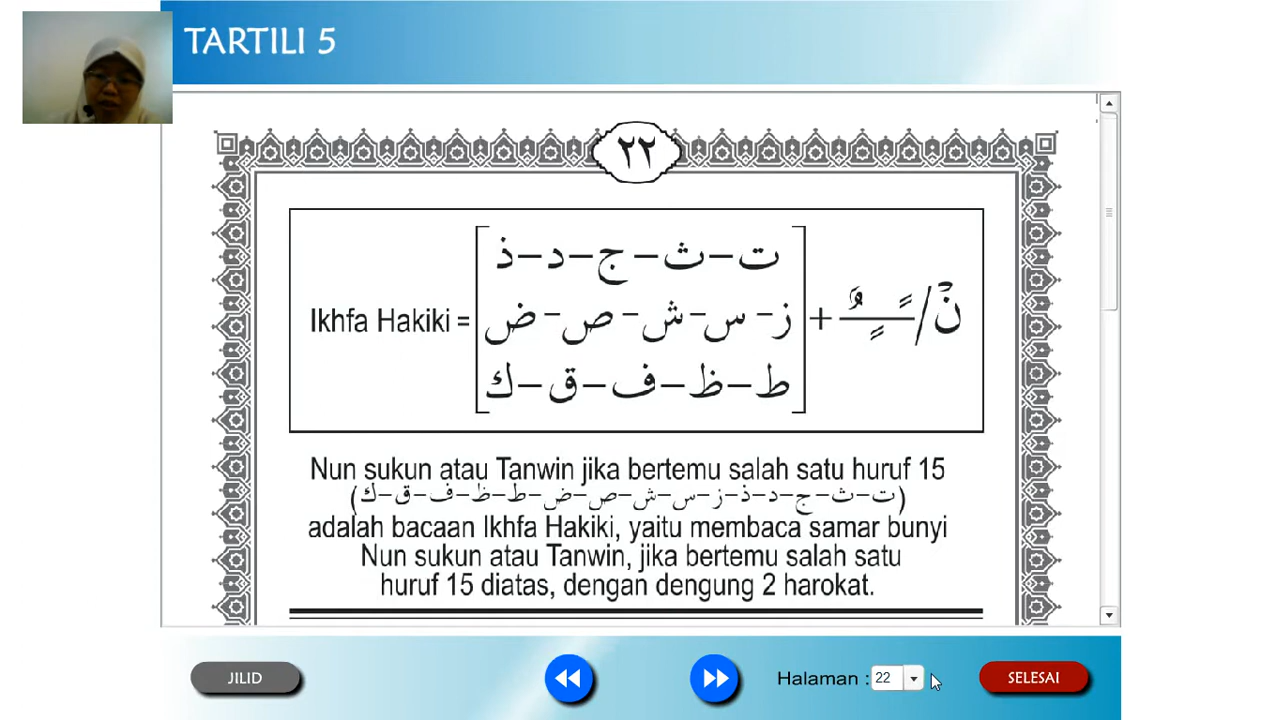 TARTILI 5
٢٢
نْ / ـًــٍــٌ + [ ت – ث – ج – د – ذ
ز – س – ش – ص – ض
ط – ظ – ف – ق – ك ] = Ikhfa Hakiki
Nun sukun atau Tanwin jika bertemu salah satu huruf 15
(ت–ث–ج–د–ذ–ز–س–ش–ص–ض–ط–ظ–ف–ق–ك)
adalah bacaan Ikhfa Hakiki, yaitu membaca samar bunyi
Nun sukun atau Tanwin, jika bertemu salah satu
huruf 15 diatas, dengan dengung 2 harokat.
JILID
Halaman : 22
SELESAI